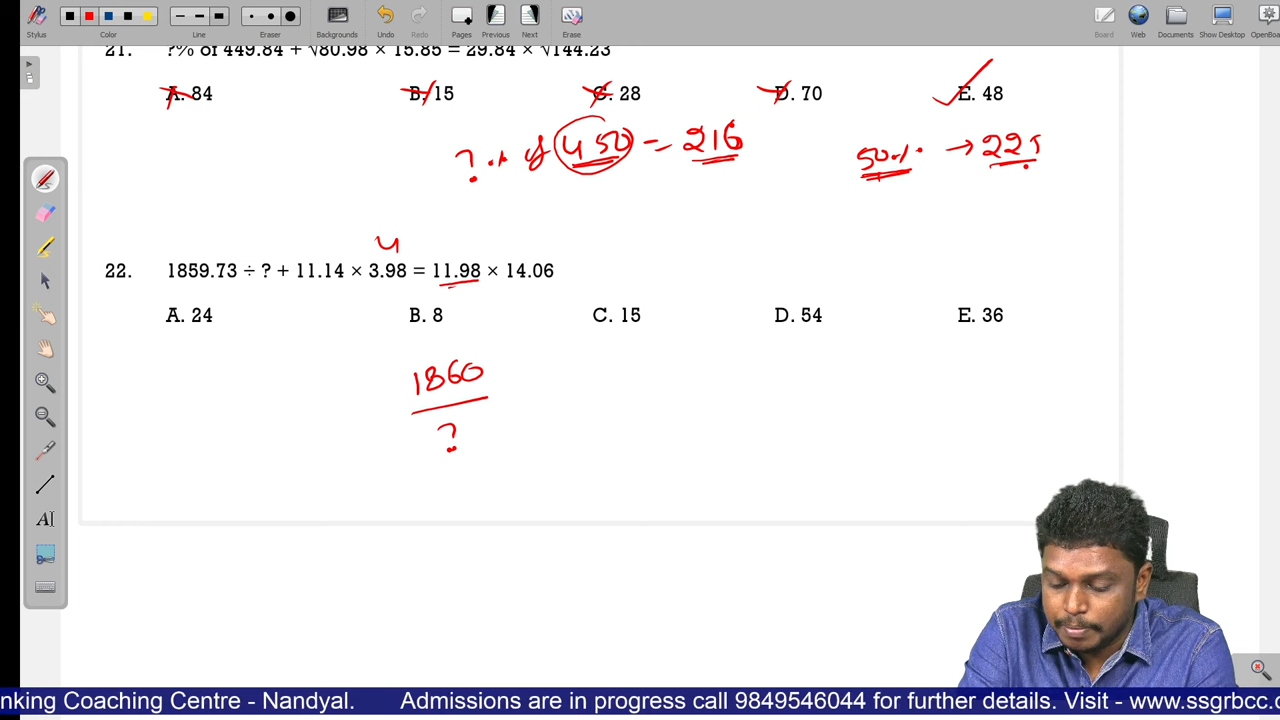 Stylus Color Line Eraser Backgrounds Undo Redo Pages Previous Next Erase Board Web Documents Show Desktop OpenBoa
21. ?% of 449.84 + √80.98 × 15.85 = 29.84 × √144.23
A. 84 B. 15 C. 28 D. 70 E. 48
?% of 450 = 216 50% → 225
4
22. 1859.73 ÷ ? + 11.14 × 3.98 = 11.98 × 14.06
A. 24 B. 8 C. 15 D. 54 E. 36
1860
?
nking Coaching Centre - Nandyal. Admissions are in progress call 9849546044 for further details. Visit - www.ssgrbcc.c